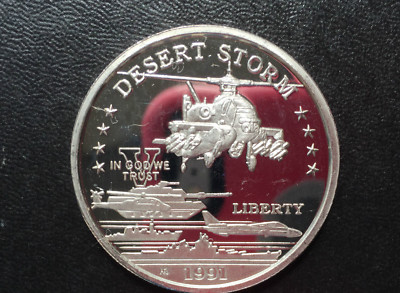 DESERT STORM
V
IN GOD WE
TRUST
LIBERTY
1991